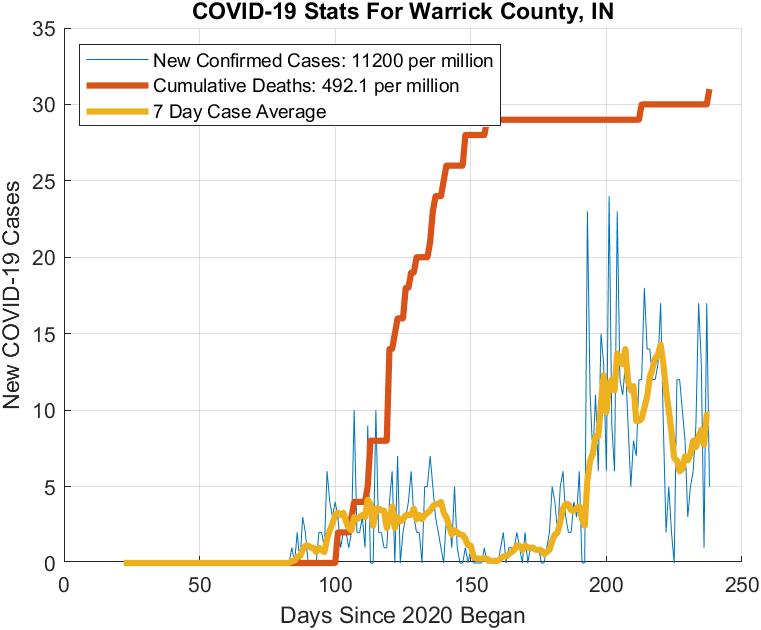 COVID-19 Stats For Warrick County, IN
New Confirmed Cases: 11200 per million
Cumulative Deaths: 492.1 per million
7 Day Case Average
New COVID-19 Cases
35
30
25
20
15
10
5
0
0 50 100 150 200 250
Days Since 2020 Began